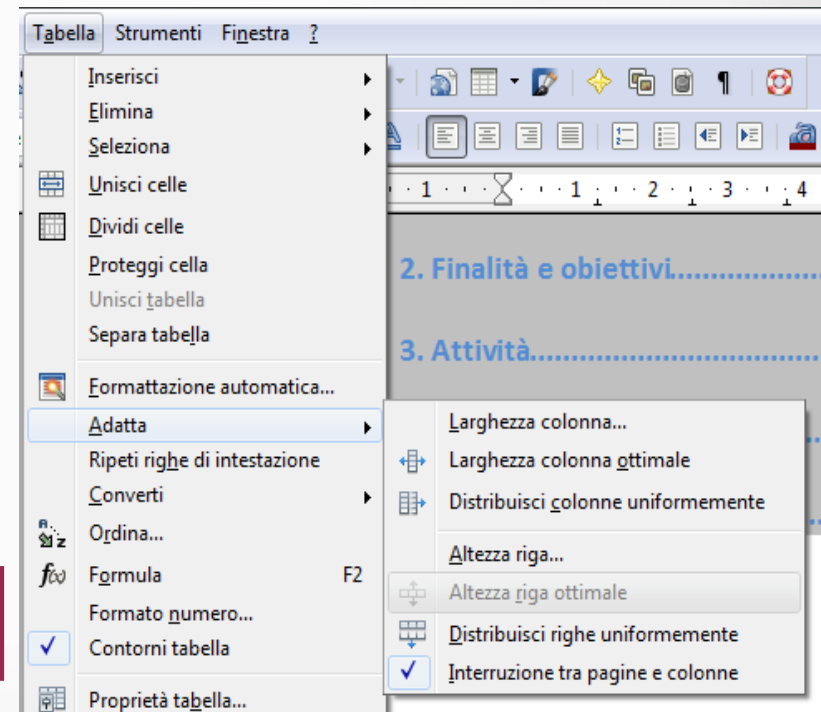 Tabella Strumenti Finestra ?
Inserisci
Elimina
Seleziona
Unisci celle
Dividi celle
Proteggi cella
Unisci tabella
Separa tabella
Formattazione automatica...
Adatta
Ripeti righe di intestazione
Converti
Ordina...
Formula F2
Formato numero...
Contorni tabella
Proprietà tabella...
1 1 2 3 4
2. Finalità e obiettivi
3. Attività
Larghezza colonna...
Larghezza colonna ottimale
Distribuisci colonne uniformemente
Altezza riga...
Altezza riga ottimale
Distribuisci righe uniformemente
Interruzione tra pagine e colonne